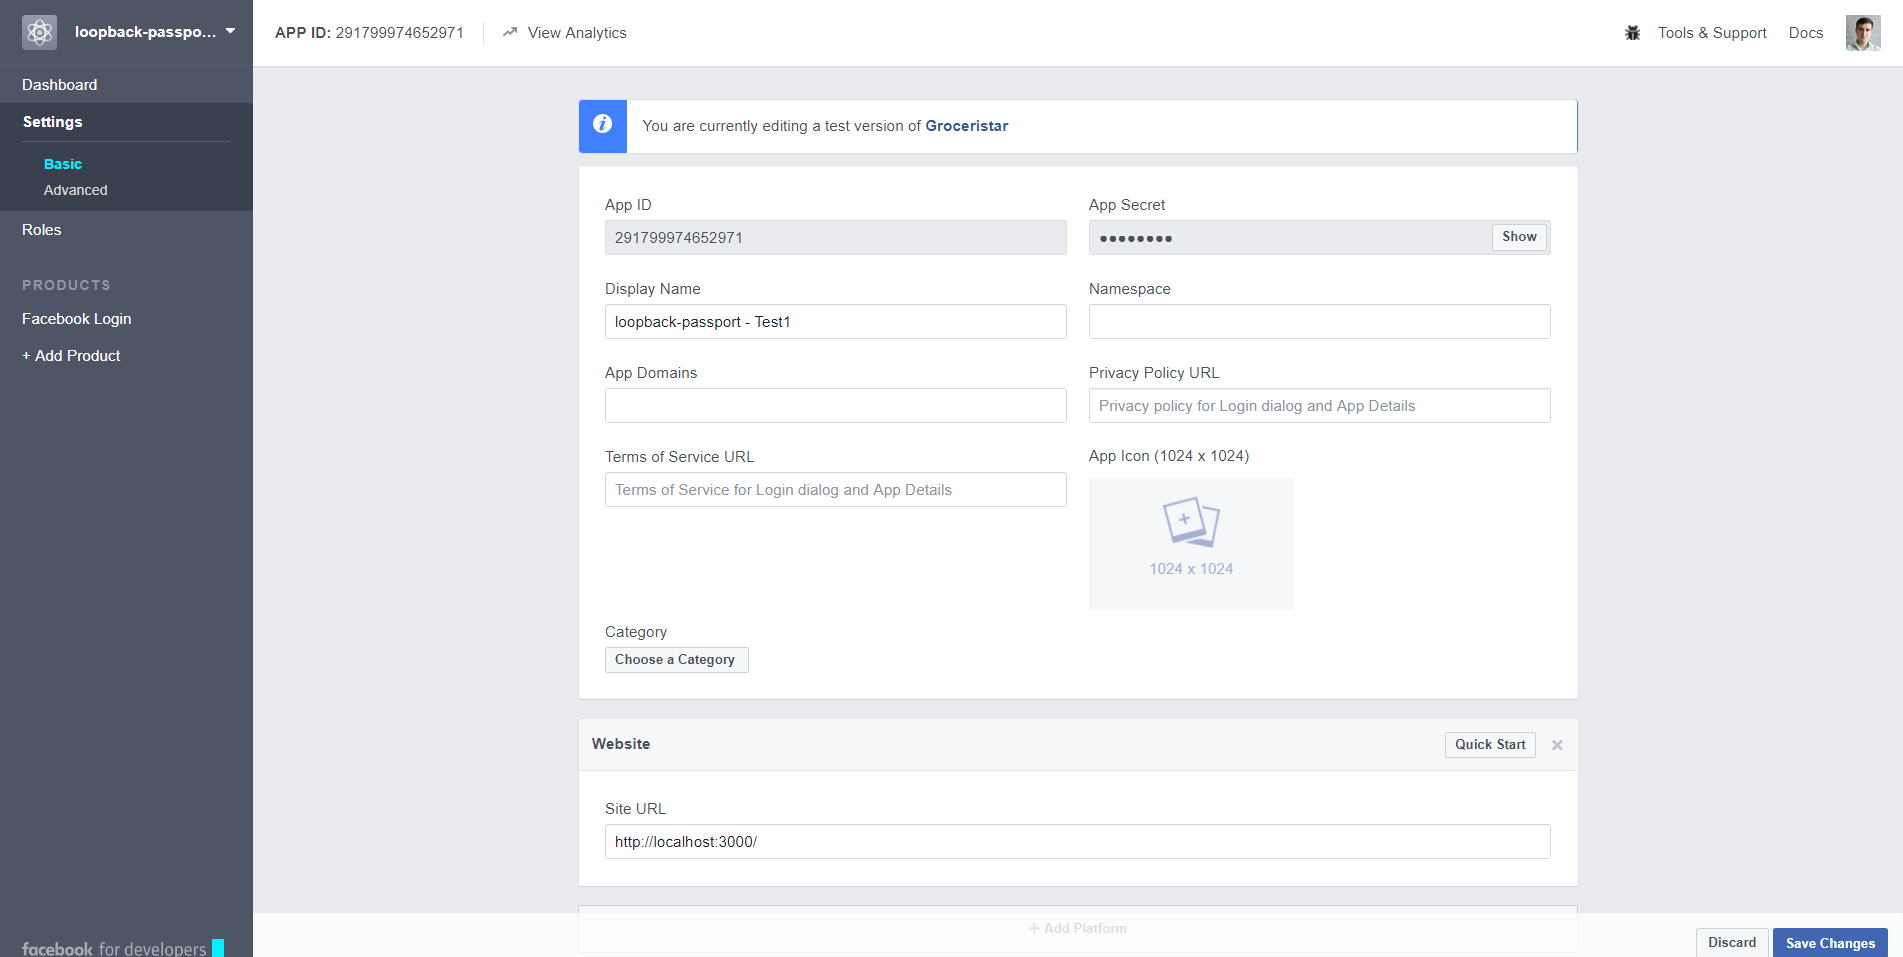 loopback-passpo...
APP ID: 291799974652971
View Analytics
Tools & Support
Docs
Dashboard
Settings
Basic
Advanced
Roles
PRODUCTS
Facebook Login
+ Add Product
You are currently editing a test version of Groceristar
App ID
291799974652971
App Secret
●●●●●●●●
Show
Display Name
loopback-passport - Test1
Namespace
App Domains
Privacy Policy URL
Privacy policy for Login dialog and App Details
Terms of Service URL
Terms of Service for Login dialog and App Details
App Icon (1024 x 1024)
1024 x 1024
Category
Choose a Category
Website
Quick Start
Site URL
http://localhost:3000/
+ Add Platform
facebook for developers
Discard
Save Changes